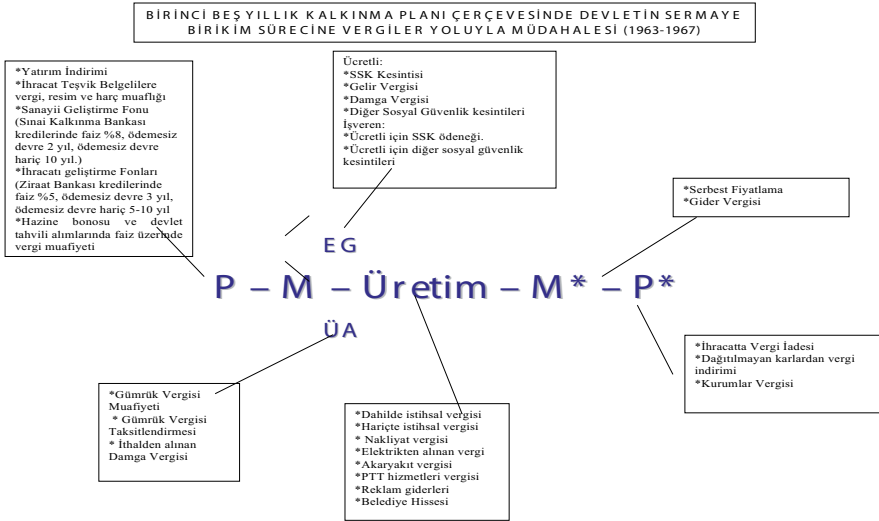 BİRİNCİ BEŞ YILLIK KALKINMA PLANI ÇERÇEVESİNDE DEVLETİN SERMAYE
BİRİKİM SÜRECİNE VERGİLER YOLUYLA MÜDAHALESİ (1963-1967)
*Yatırım İndirimi
*İhracat Teşvik Belgelilere
vergi, resim ve harç muaflığı
*Sanayii Geliştirme Fonu
(Sınai Kalkınma Bankası
kredilerinde faiz %8, ödemesiz
devre 2 yıl, ödemesiz devre
hariç 10 yıl.)
*İhracatı geliştirme Fonları
(Ziraat Bankası kredilerinde
faiz %5, ödemesiz devre 3 yıl,
ödemesiz devre hariç 5-10 yıl
*Hazine bonosu ve devlet
tahvili alımlarında faiz üzerinde
vergi muafiyeti
Ücretli:
*SSK Kesintisi
*Gelir Vergisi
*Damga Vergisi
*Diğer Sosyal Güvenlik kesintileri
İşveren:
*Ücretli için SSK ödeneği.
*Ücretli için diğer sosyal güvenlik
kesintileri
*Serbest Fiyatlama
*Gider Vergisi
EG
P – M – Üretim – M* – P*
ÜA
*İhracatta Vergi İadesi
*Dağıtılmayan karlardan vergi
indirimi
*Kurumlar Vergisi
*Gümrük Vergisi
Muafiyeti
* Gümrük Vergisi
Taksitlendirmesi
* İthalden alınan
Damga Vergisi
*Dahilde istihsal vergisi
*Hariçte istihsal vergisi
* Nakliyat vergisi
*Elektrikten alınan vergi
*Akaryakıt vergisi
*PTT hizmetleri vergisi
*Reklam giderleri
*Belediye Hissesi